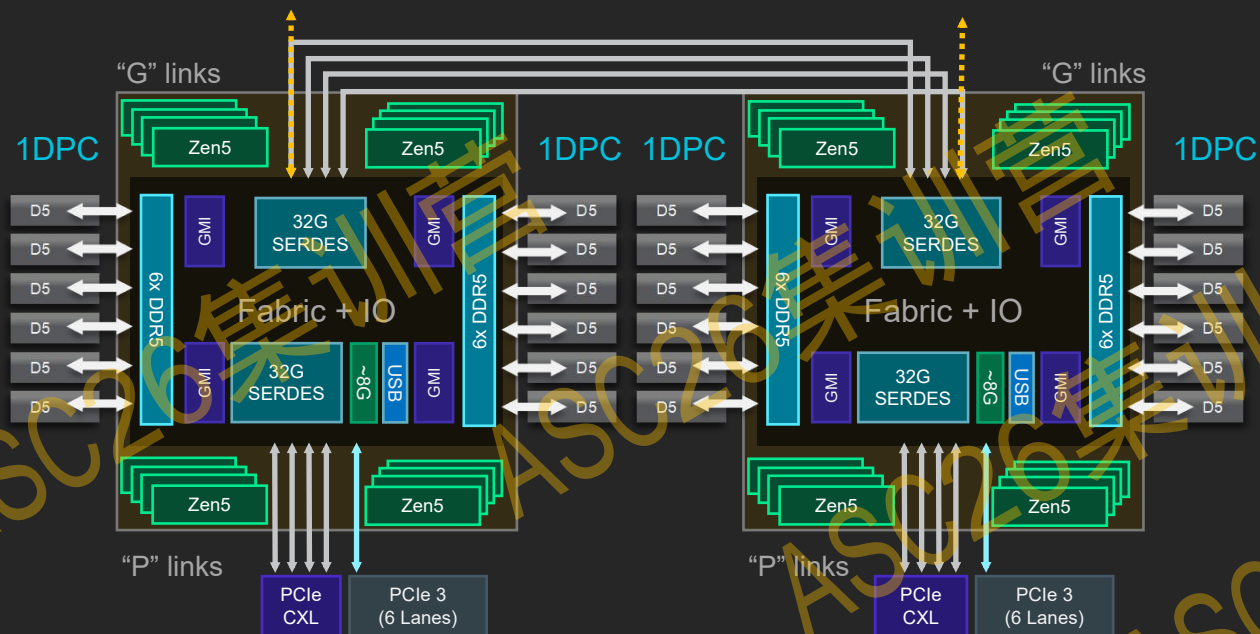 “G” links
“G” links
1DPC
Zen5
Zen5
1DPC
1DPC
Zen5
Zen5
1DPC
D5
D5
D5
D5
D5
D5
6x DDR5
GMI
32G
SERDES
GMI
6x DDR5
Fabric + IO
GMI
32G
SERDES
~8G
USB
GMI
D5
D5
D5
D5
D5
D5
D5
D5
D5
D5
D5
D5
6x DDR5
GMI
32G
SERDES
GMI
6x DDR5
Fabric + IO
GMI
32G
SERDES
~8G
USB
GMI
D5
D5
D5
D5
D5
D5
Zen5
Zen5
Zen5
Zen5
“P” links
“P” links
PCIe
CXL
PCIe 3
(6 Lanes)
PCIe
CXL
PCIe 3
(6 Lanes)
ASC26集训营
ASC26集训营
ASC26集训
ASC